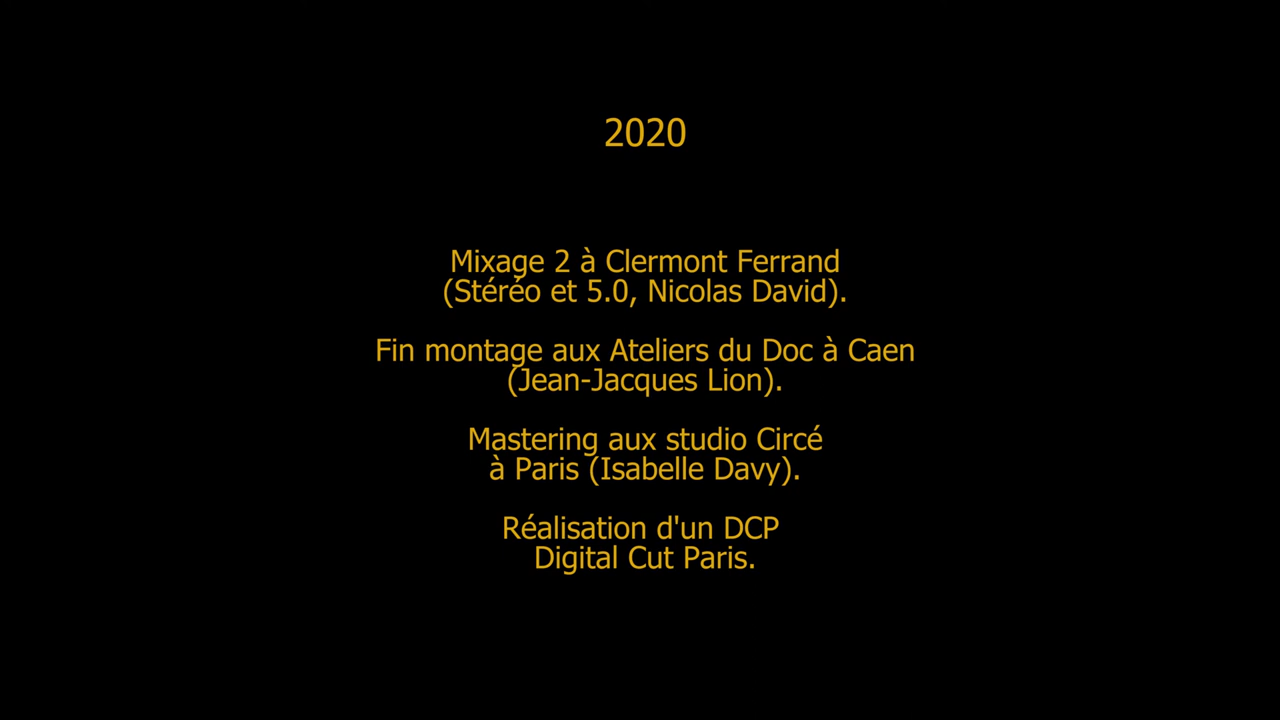 2020
Mixage 2 à Clermont Ferrand
(Stéréo et 5.0, Nicolas David).
Fin montage aux Ateliers du Doc à Caen
(Jean-Jacques Lion).
Mastering aux studio Circé
à Paris (Isabelle Davy).
Réalisation d'un DCP
Digital Cut Paris.